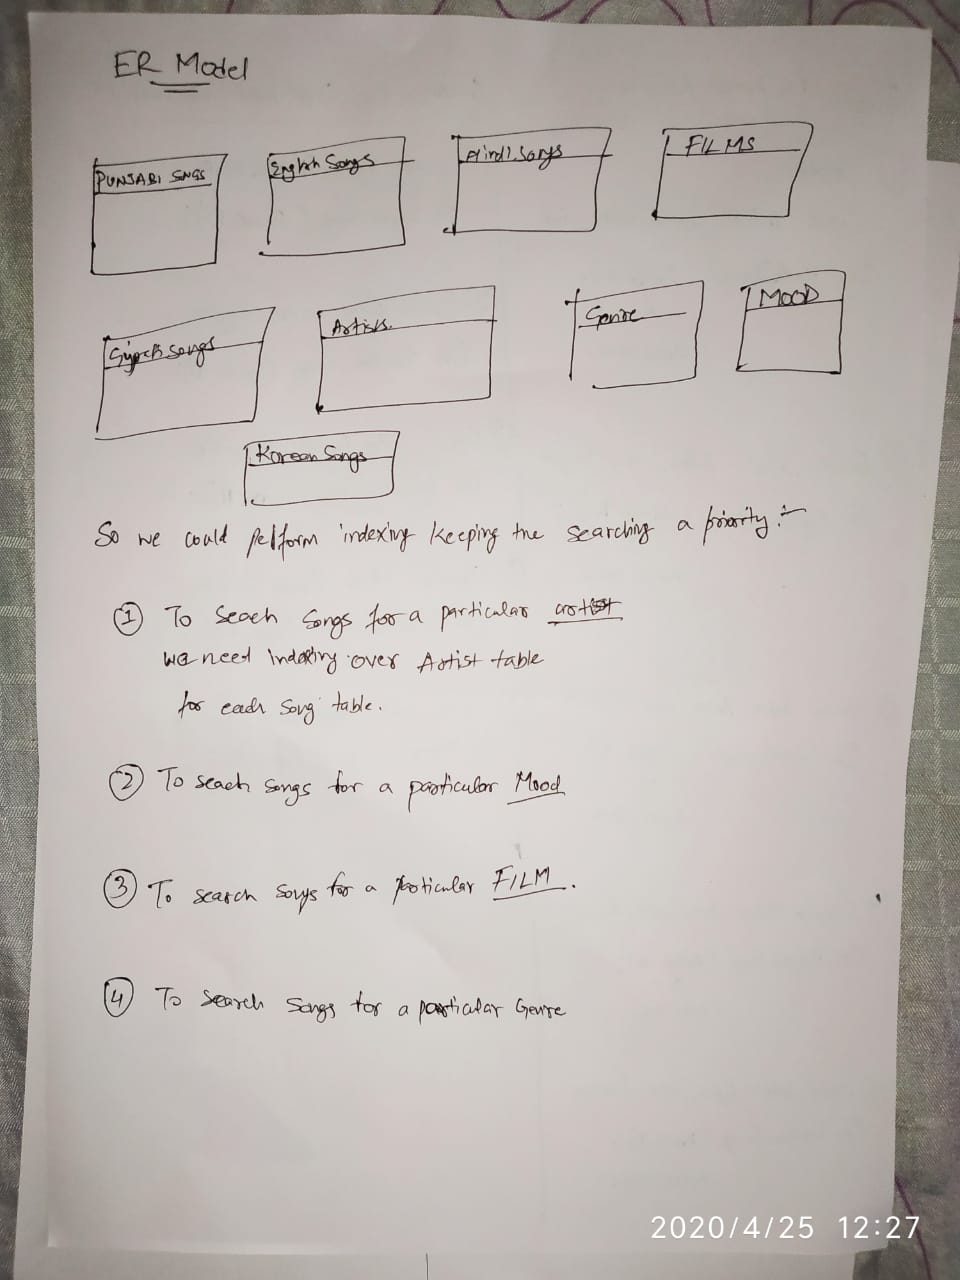 ER Model
PUNJABI SNGS
English Songs
Hindi Songs
FILMS
Songs
Artists.
Genre
MOOD
Korean Songs
So we could perform indexing keeping the searching a priority :-
1 To seach songs for a particular artist
we need indexing over Artist table
for each song table.
2 To seach songs for a particular Mood
3 To search songs for a particular FILM.
4 To search songs for a particular Genre
2020/4/25 12:27